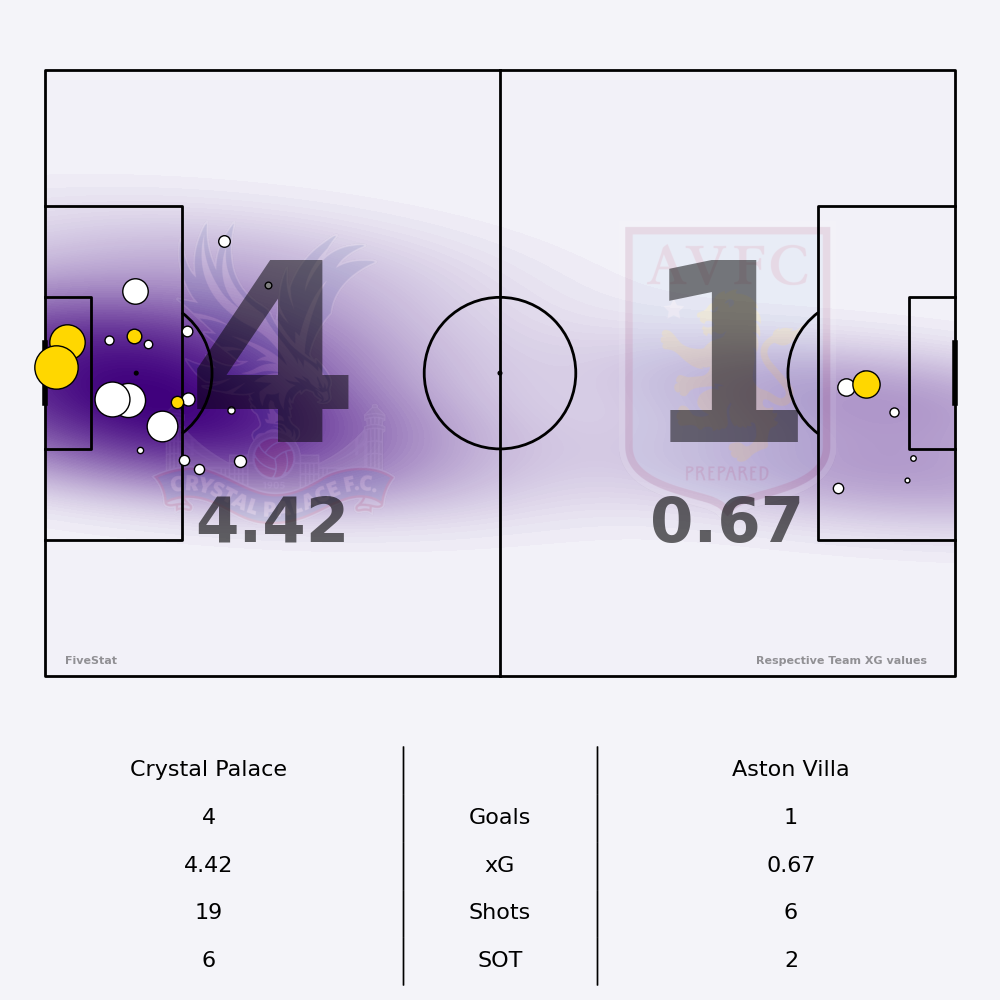 AVFC
4
1
CRYSTAL PALACE F.C.
PREPARED
4.42
0.67
FiveStat
Respective Team XG values
Crystal Palace
Aston Villa
4
Goals
1
4.42
xG
0.67
19
Shots
6
6
SOT
2